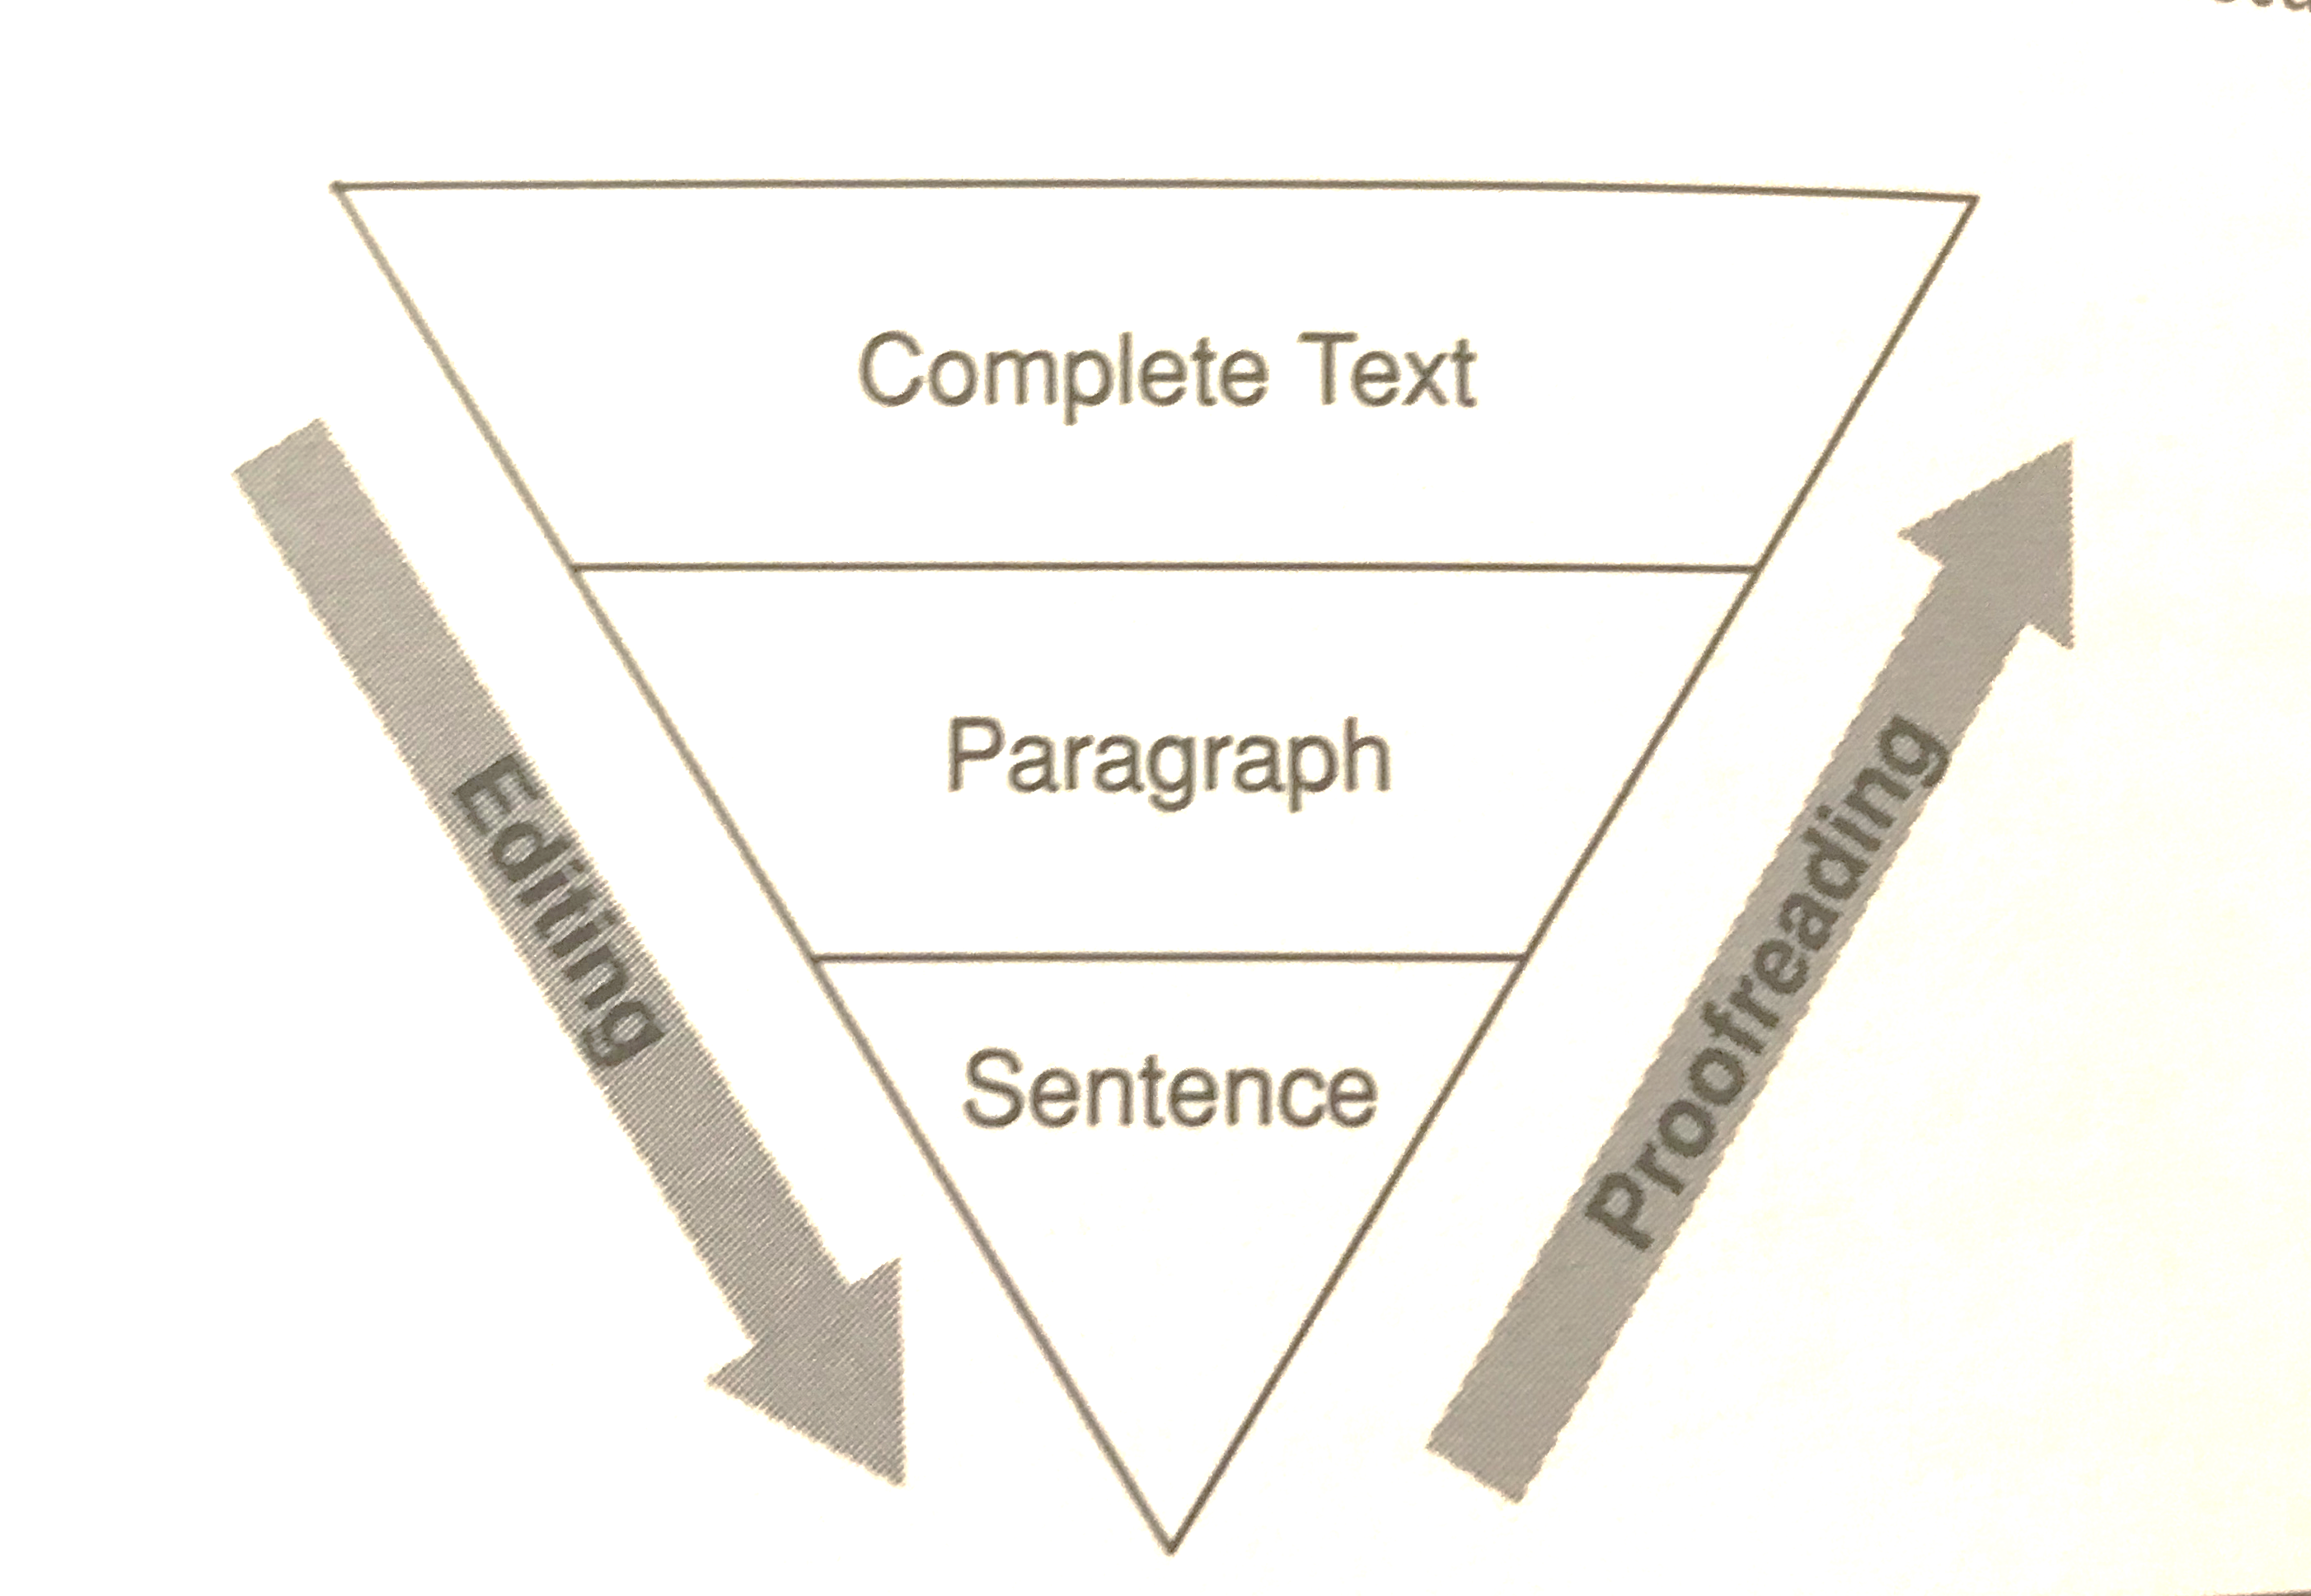 Complete Text
Paragraph
Sentence
Editing
Proofreading